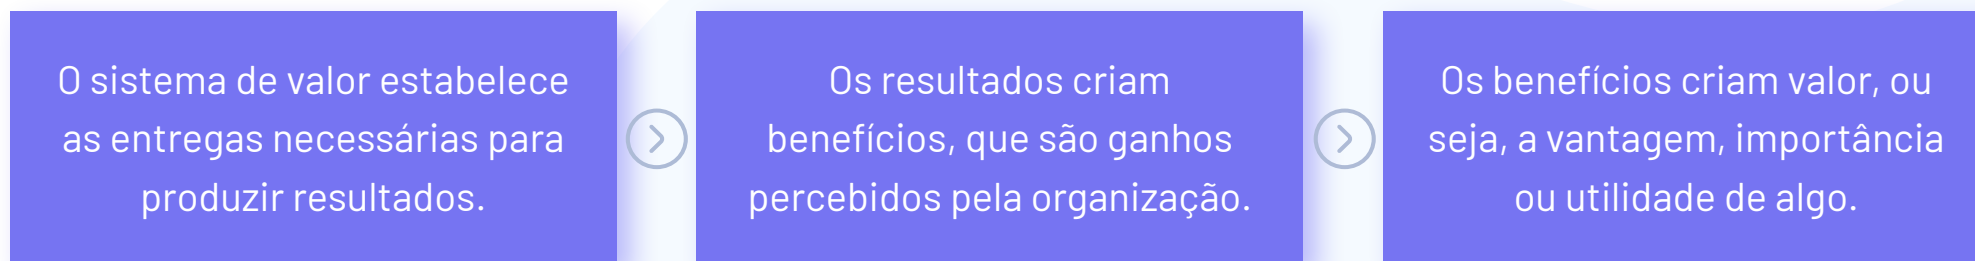 O sistema de valor estabelece
as entregas necessárias para
produzir resultados.
Os resultados criam
benefícios, que são ganhos
percebidos pela organização.
Os benefícios criam valor, ou
seja, a vantagem, importância
ou utilidade de algo.